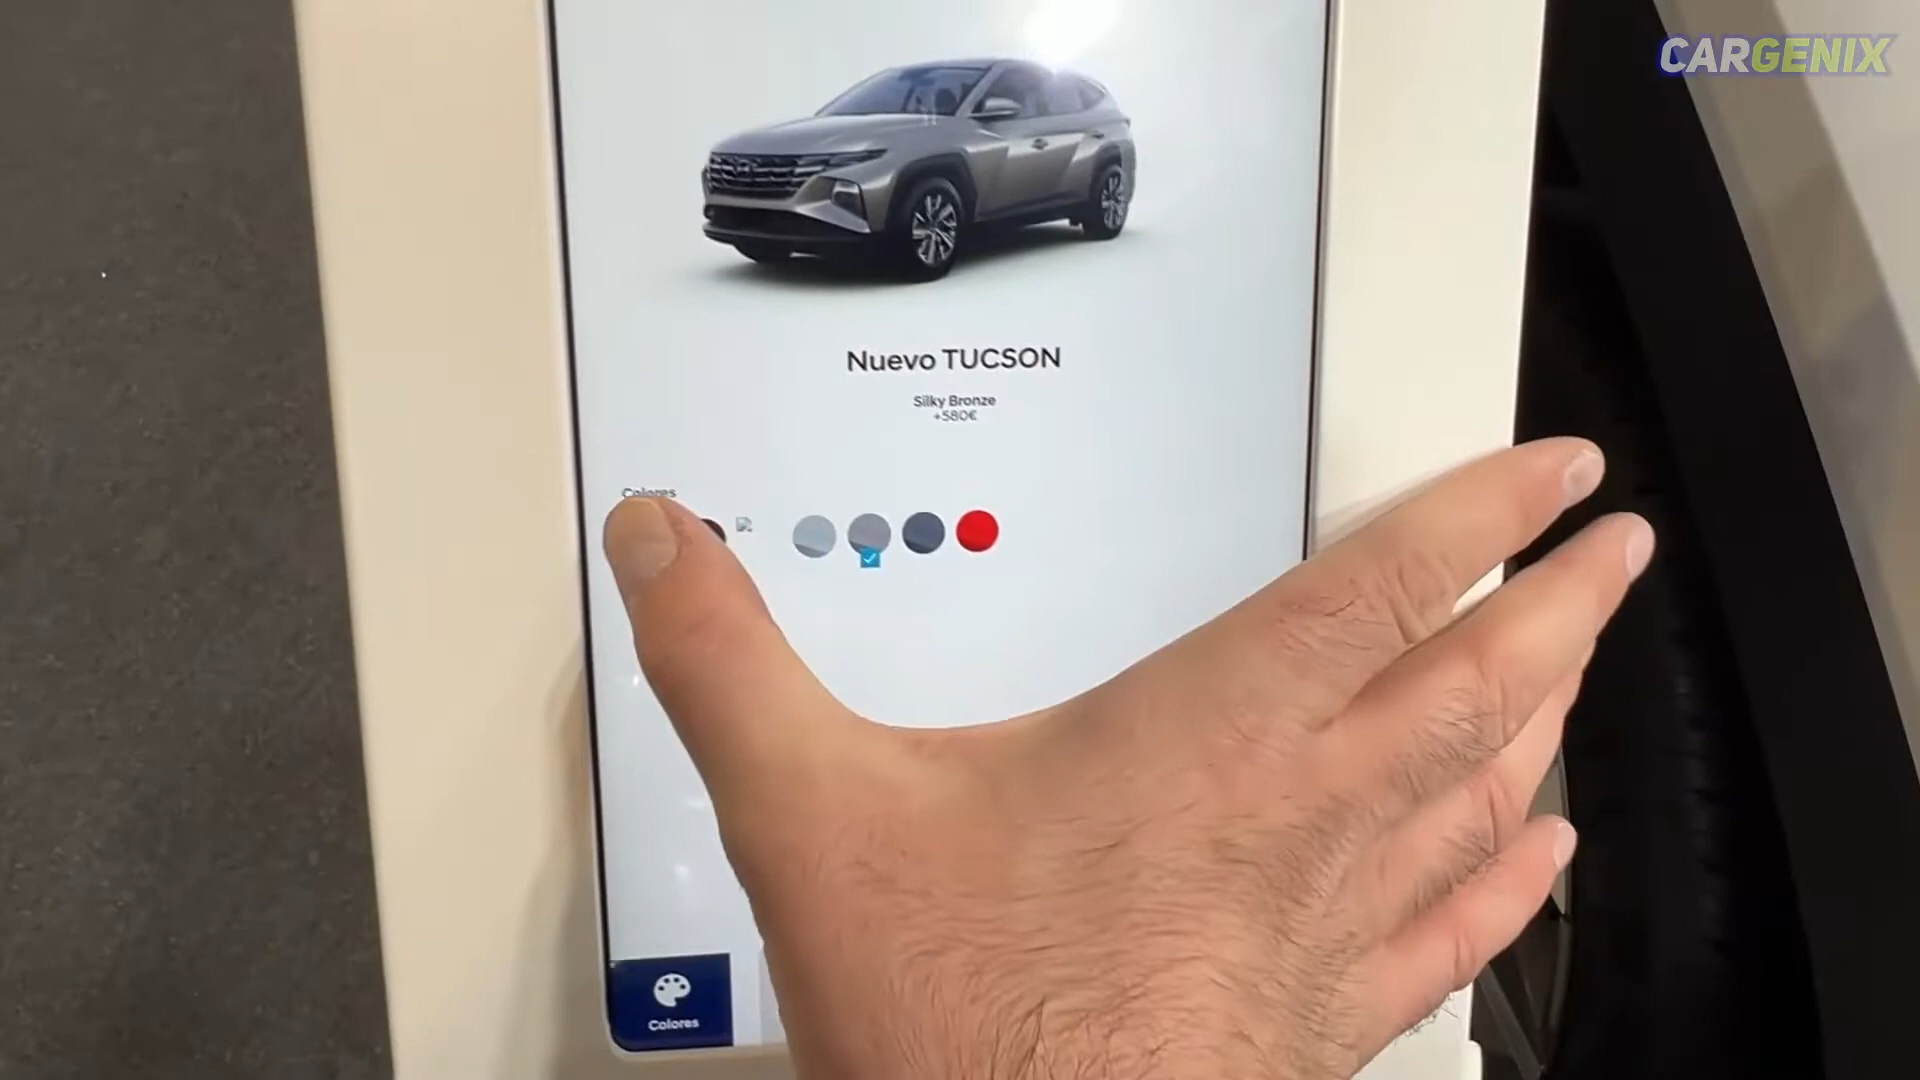 CARGENIX
Nuevo TUCSON
Silky Bronze
+580€
Colores
Colores